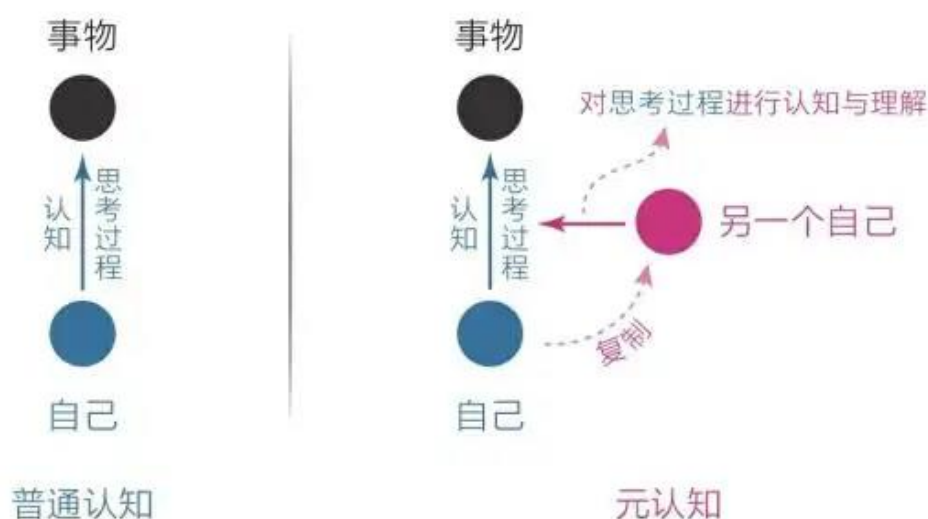 事物
认知
思考过程
自己
普通认知
事物
对思考过程进行认知与理解
认知
思考过程
另一个自己
复制
自己
元认知